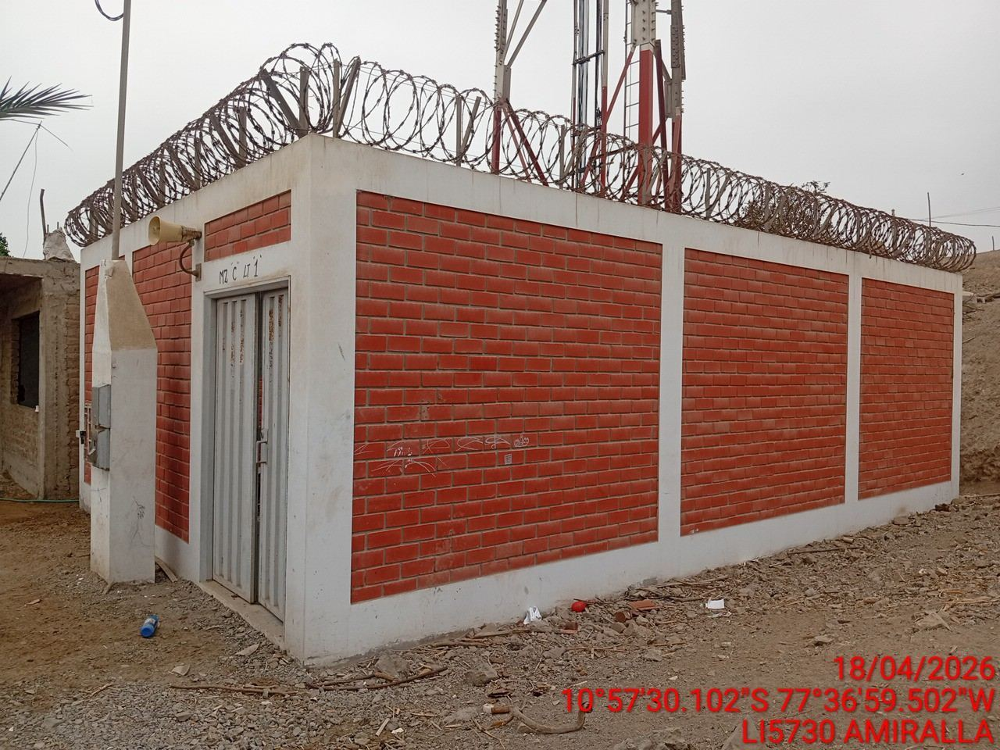 MZ "C" LT "1"
18/04/2026
10°57'30.102"S 77°36'59.502"W
LI5730 AMIRALLA